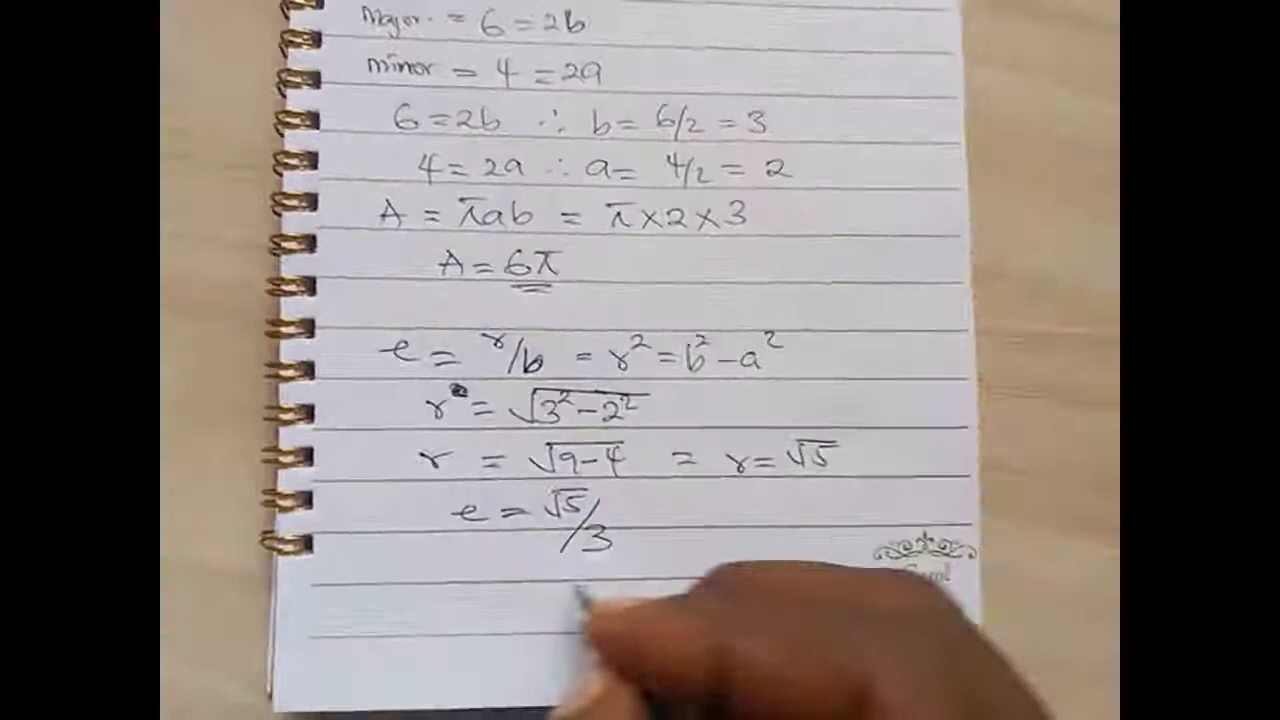 Major. = 6 = 2b
minor = 4 = 2a
6 = 2b ∴ b = 6/2 = 3
4 = 2a ∴ a = 4/2 = 2
A = πab = π×2×3
A = 6π
e = r/b = r² = b² - a²
r = √3² - 2²
r = √9-4 = r = √5
e = √5/3